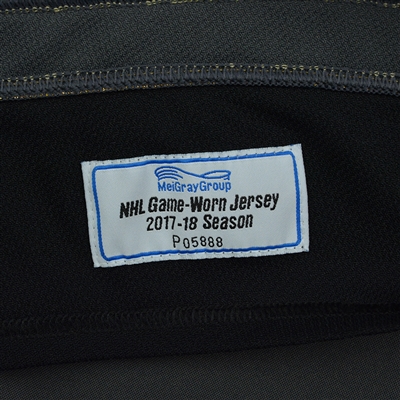 MeiGrayGroup
NHL Game-Worn Jersey
2017-18 Season
P05888